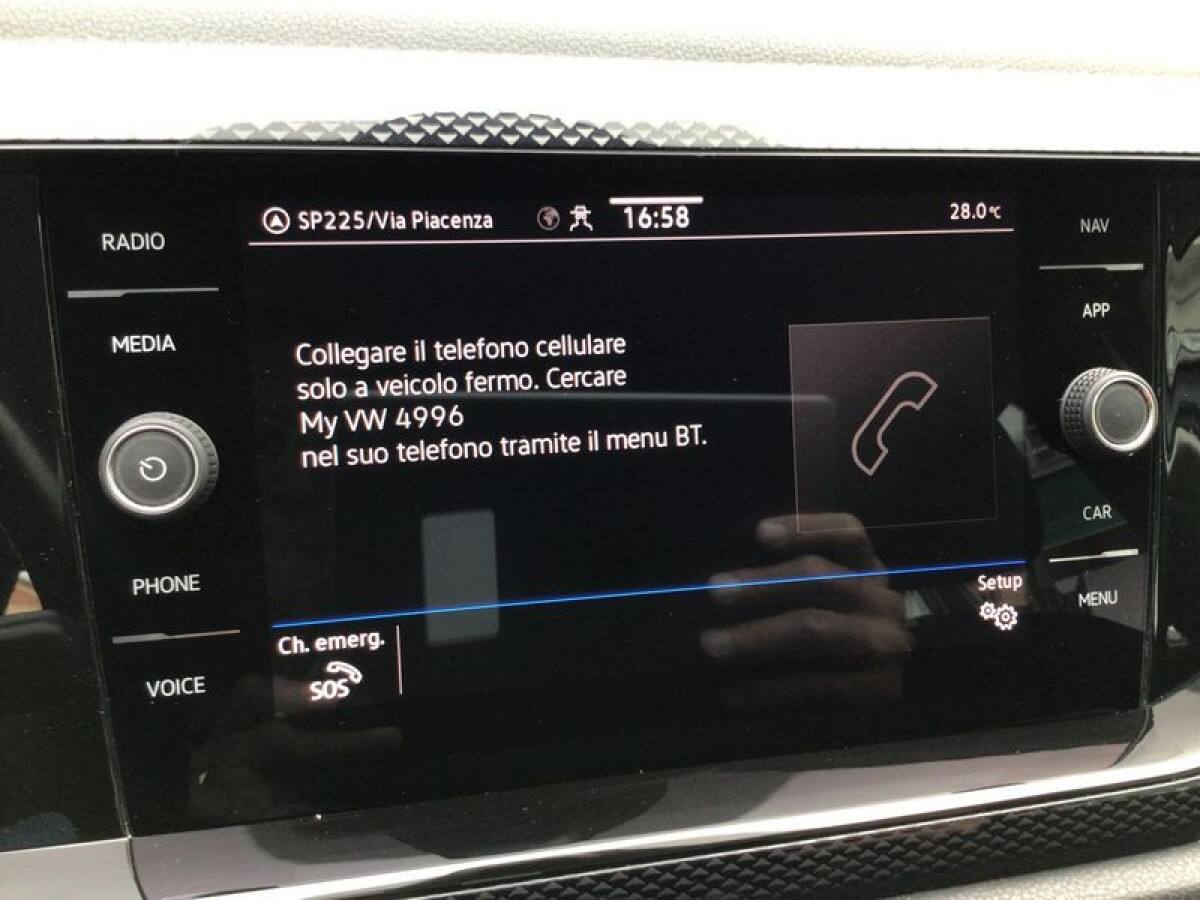 SP225/Via Piacenza 16:58 28.0°C
RADIO
MEDIA
PHONE
VOICE
Collegare il telefono cellulare
solo a veicolo fermo. Cercare
My VW 4996
nel suo telefono tramite il menu BT.
Ch. emerg.
SOS
Setup
NAV
APP
CAR
MENU